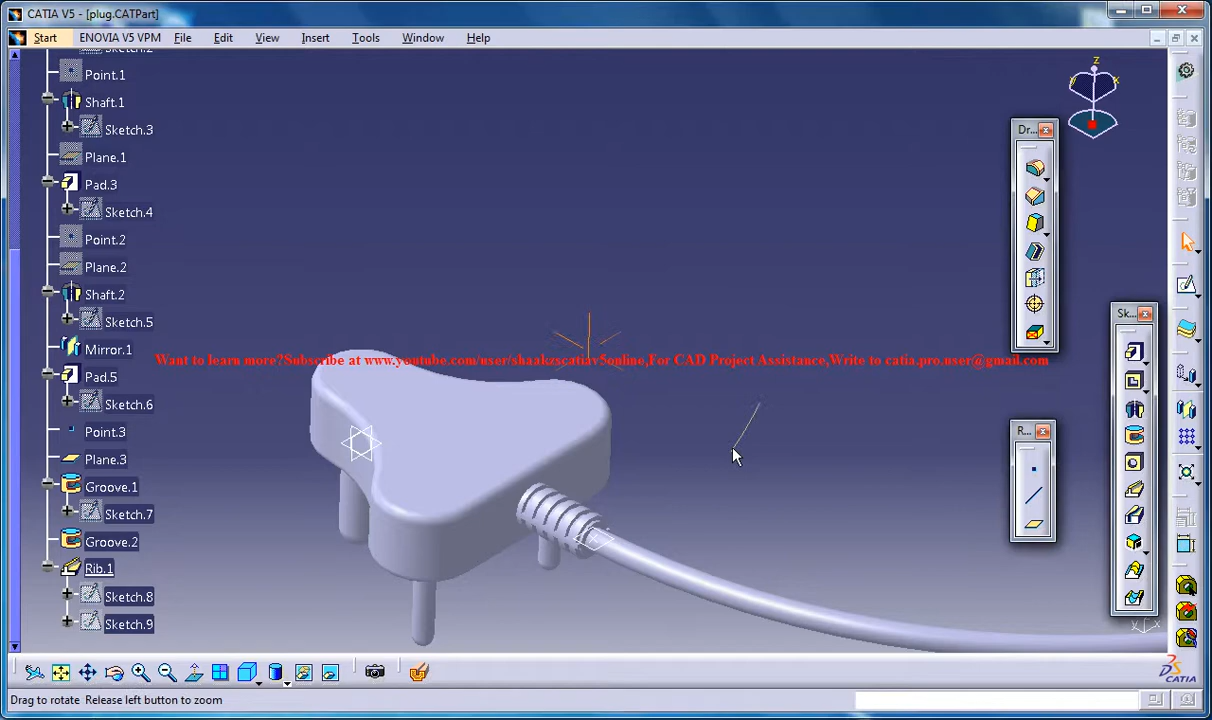 CATIA V5 - [plug.CATPart]
Start ENOVIA V5 VPM File Edit View Insert Tools Window Help
Sketch.2
Point.1
Shaft.1
Sketch.3
Plane.1
Pad.3
Sketch.4
Point.2
Plane.2
Shaft.2
Sketch.5
Mirror.1
Pad.5
Sketch.6
Point.3
Plane.3
Groove.1
Sketch.7
Groove.2
Rib.1
Sketch.8
Sketch.9
Want to learn more?Subscribe at www.youtube.com/user/shaalzscatiav5online,For CAD Project Assistance,Write to catia.pro.user@gmail.com
z
y
x
Dr...
Sk...
R...
y
x
CATIA
Drag to rotate Release left button to zoom